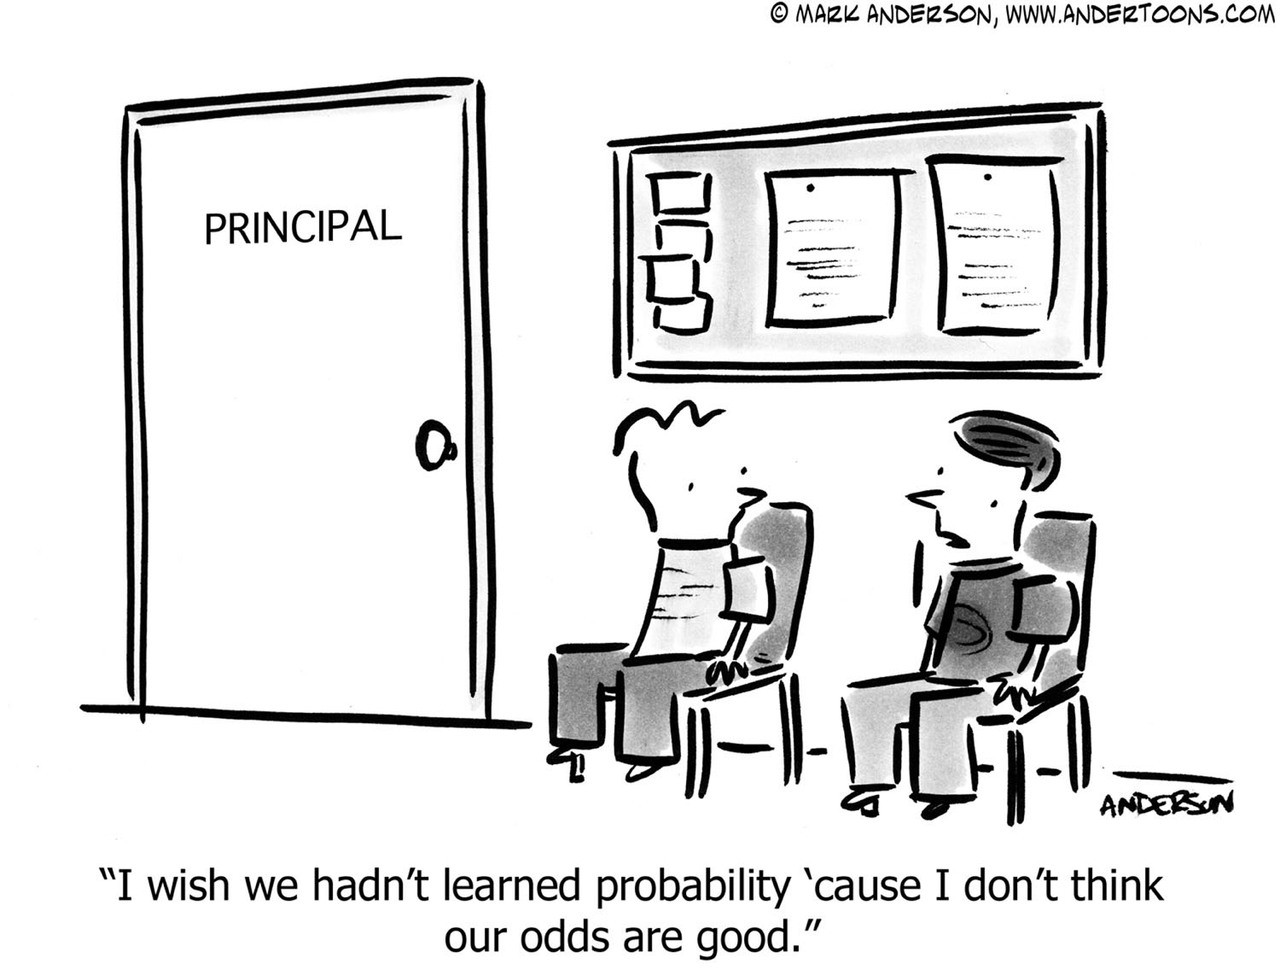 © MARK ANDERSON, WWW.ANDERTOONS.COM
PRINCIPAL
ANDERSON
“I wish we hadn’t learned probability ‘cause I don’t think
our odds are good.”